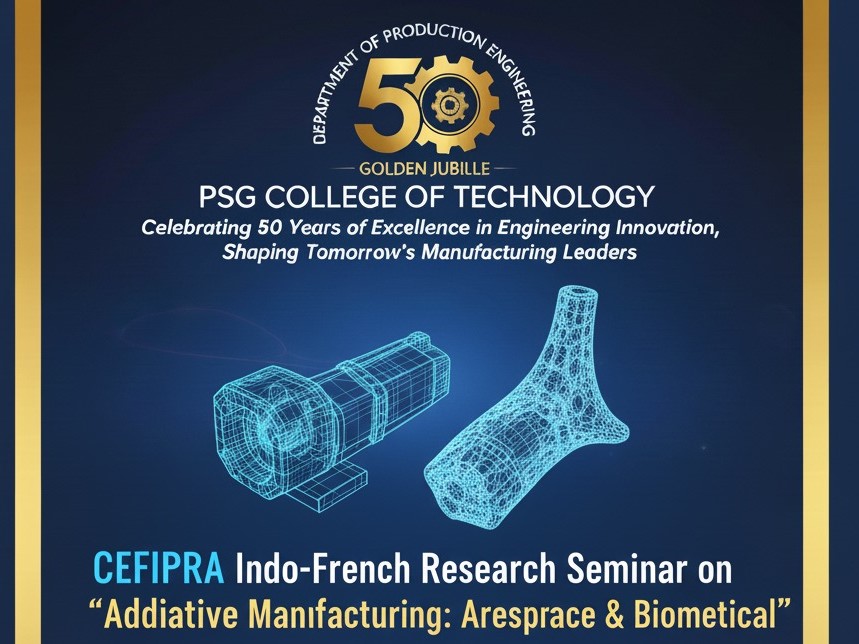 DEPARTMENT OF PRODUCTION ENGINEERING
50
GOLDEN JUBILLE
PSG COLLEGE OF TECHNOLOGY
Celebrating 50 Years of Excellence in Engineering Innovation,
Shaping Tomorrow's Manufacturing Leaders
CEFIPRA Indo-French Research Seminar on
“Addiative Manıfacturing: Aresprace & Biometical”